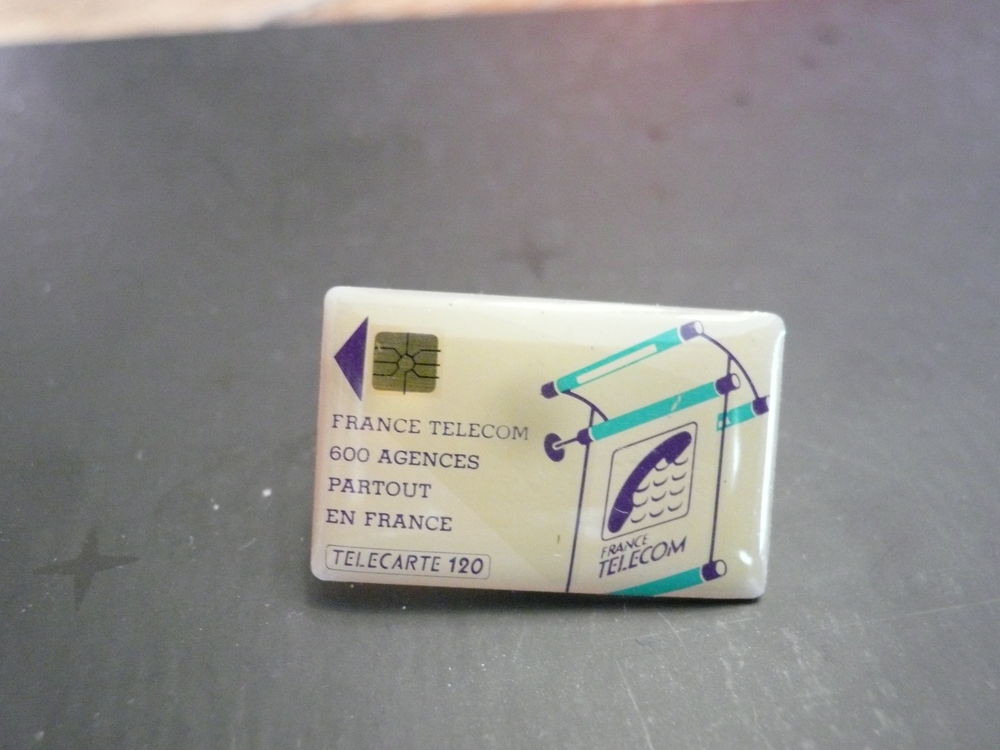 FRANCE TELECOM
600 AGENCES
PARTOUT
EN FRANCE
TELECARTE 120
FRANCE
TELECOM